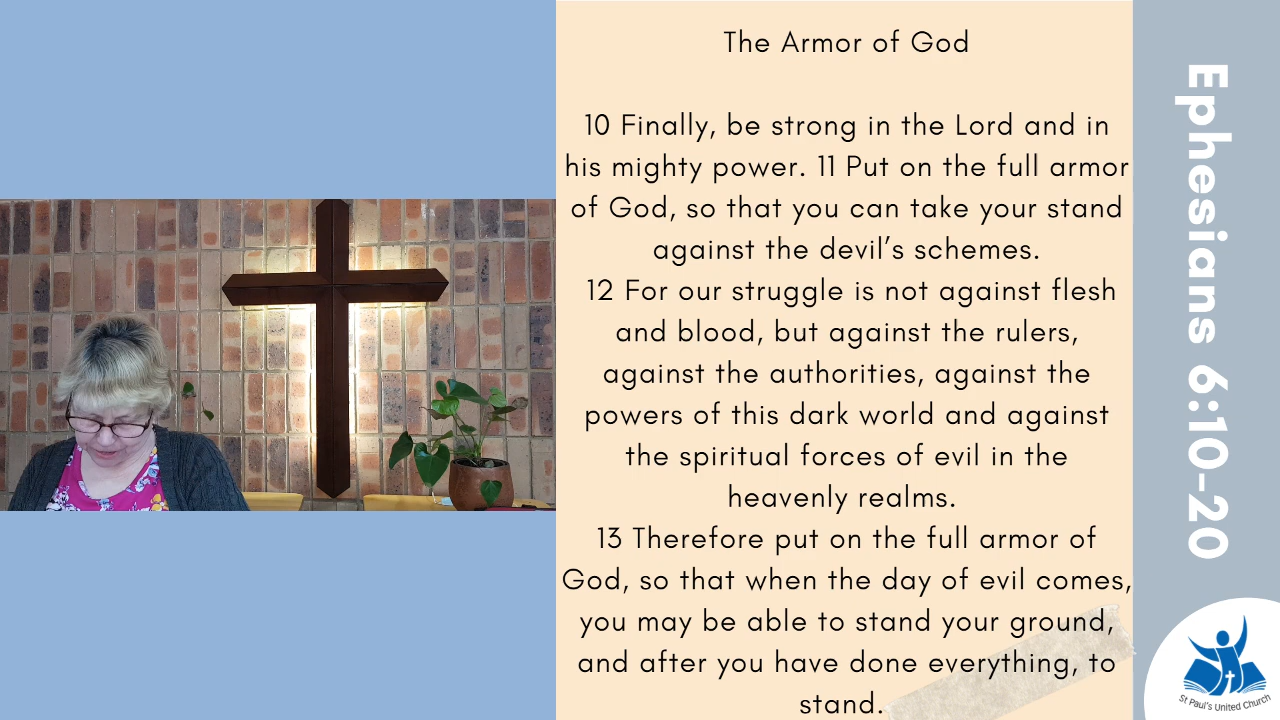 The Armor of God
10 Finally, be strong in the Lord and in
his mighty power. 11 Put on the full armor
of God, so that you can take your stand
against the devil’s schemes.
12 For our struggle is not against flesh
and blood, but against the rulers,
against the authorities, against the
powers of this dark world and against
the spiritual forces of evil in the
heavenly realms.
13 Therefore put on the full armor of
God, so that when the day of evil comes,
you may be able to stand your ground,
and after you have done everything, to
stand.
Ephesians 6:10-20
St Paul's United Church